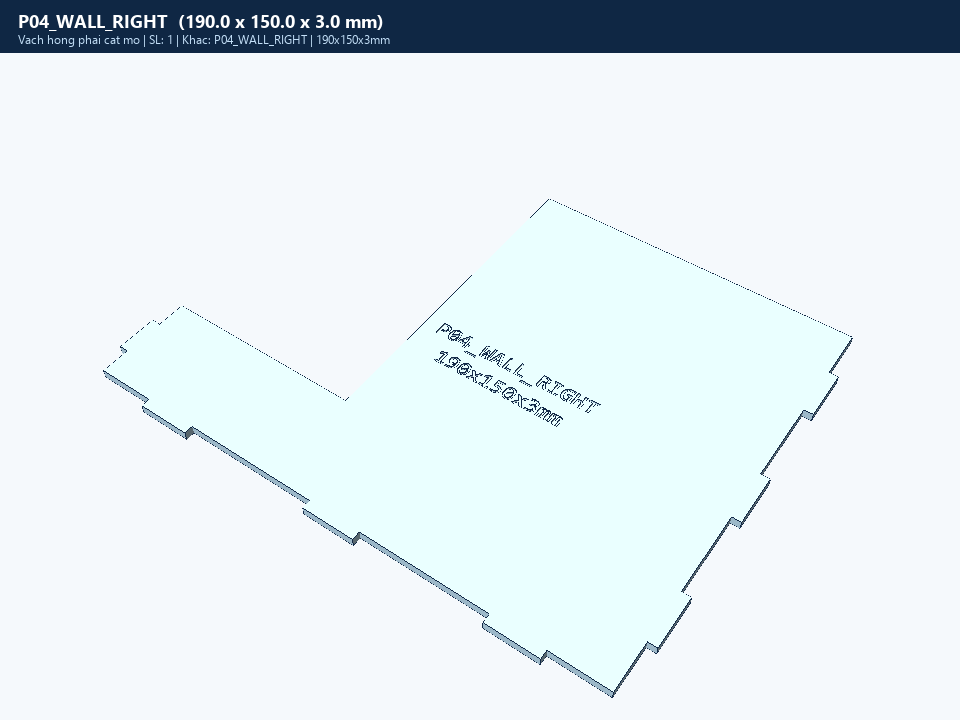 P04_WALL_RIGHT (190.0 x 150.0 x 3.0 mm)
Vach hong phai cat mo | SL: 1 | Khac: P04_WALL_RIGHT | 190x150x3mm
P04_WALL_RIGHT
190x150x3mm